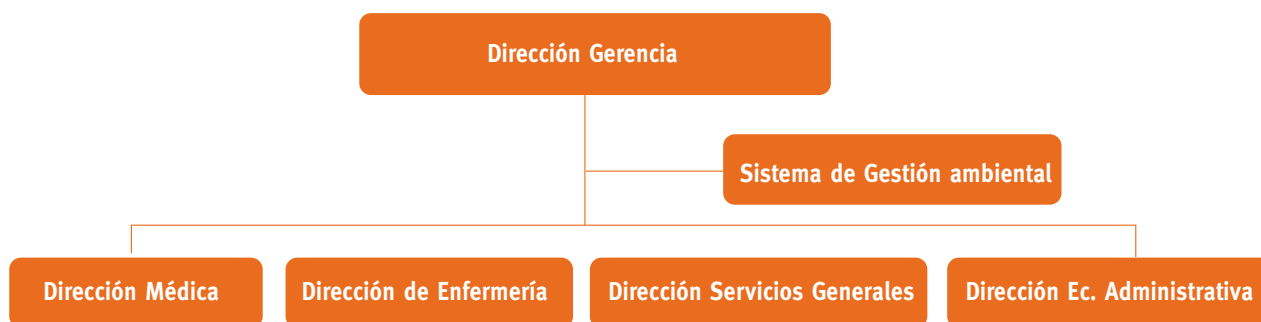 Dirección Gerencia
Sistema de Gestión ambiental
Dirección Médica
Dirección de Enfermería
Dirección Servicios Generales
Dirección Ec. Administrativa